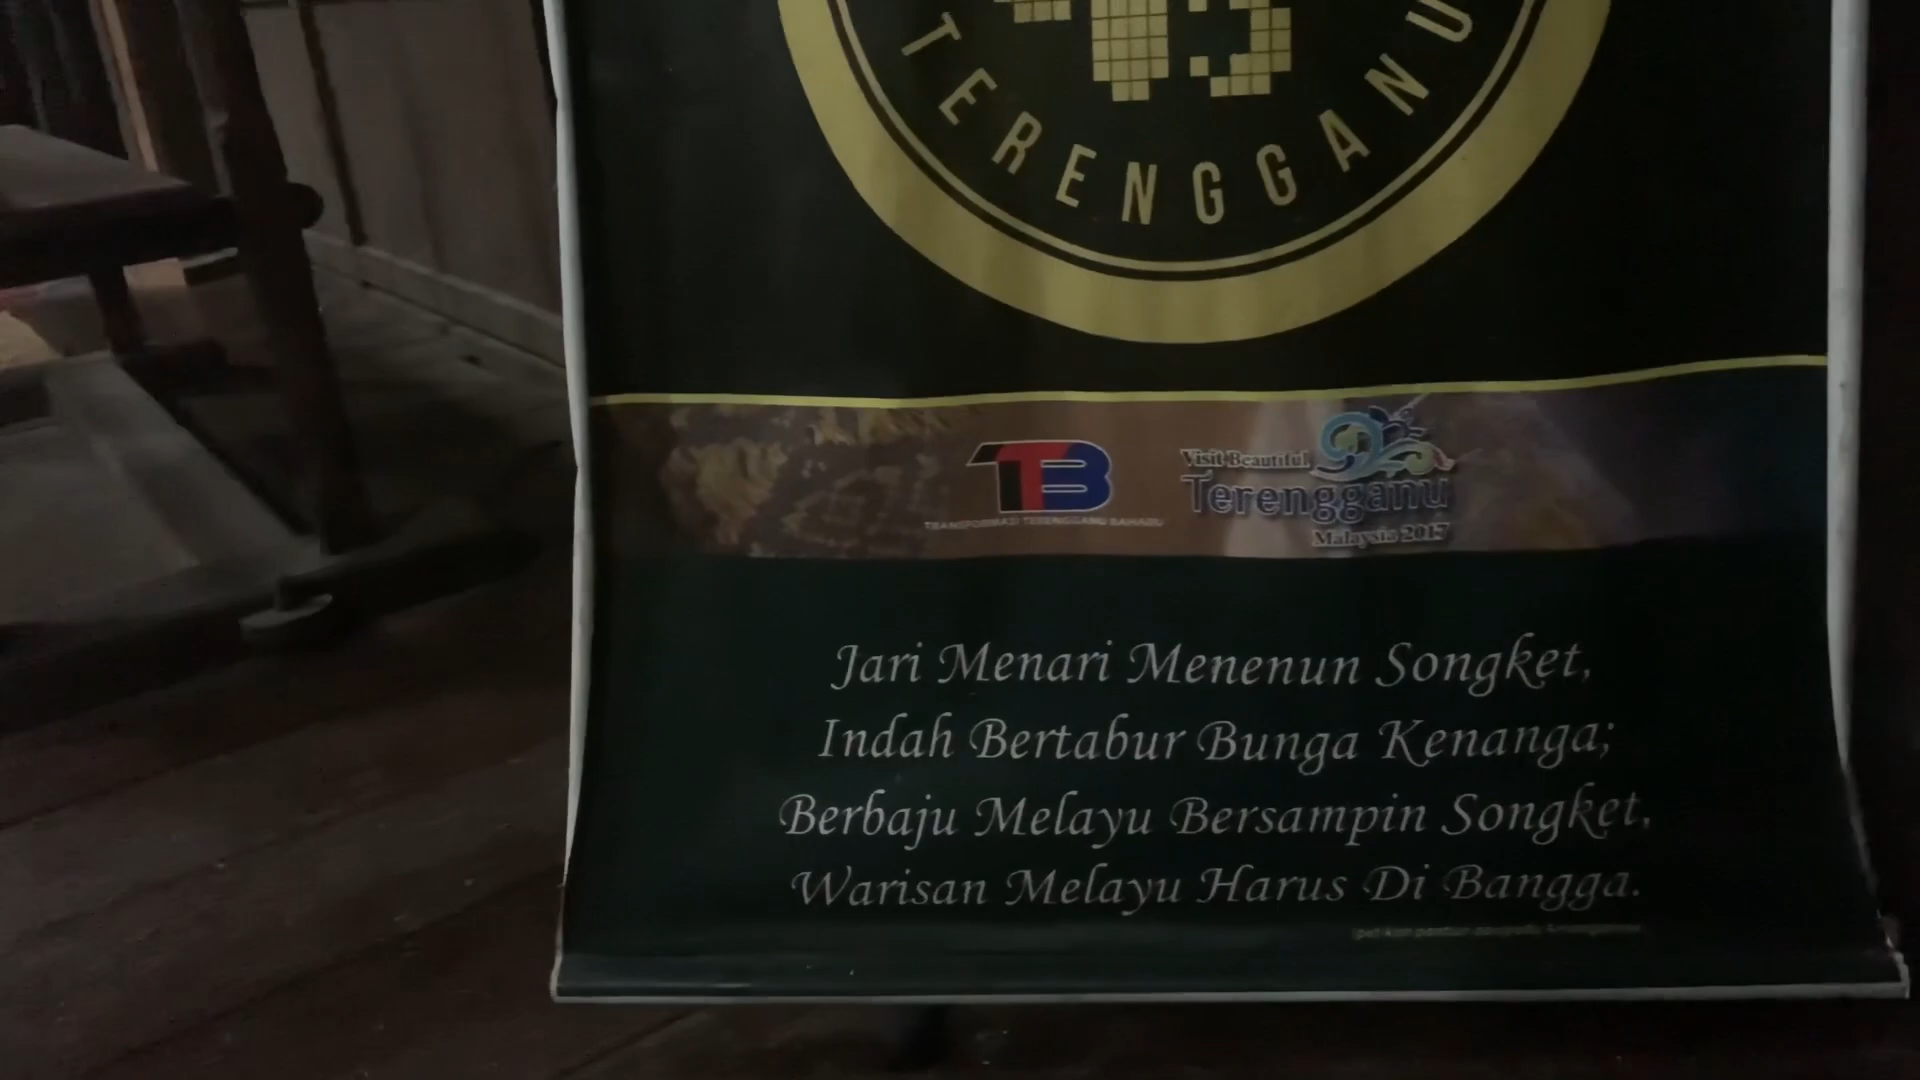 TERENGGANU
TTB
TRANSFORMASI TERENGGANU BAHARU
Visit Beautiful
Terengganu
Malaysia 2017
Jari Menari Menenun Songket,
Indah Bertabur Bunga Kenanga;
Berbaju Melayu Bersampin Songket,
Warisan Melayu Harus Di Bangga.